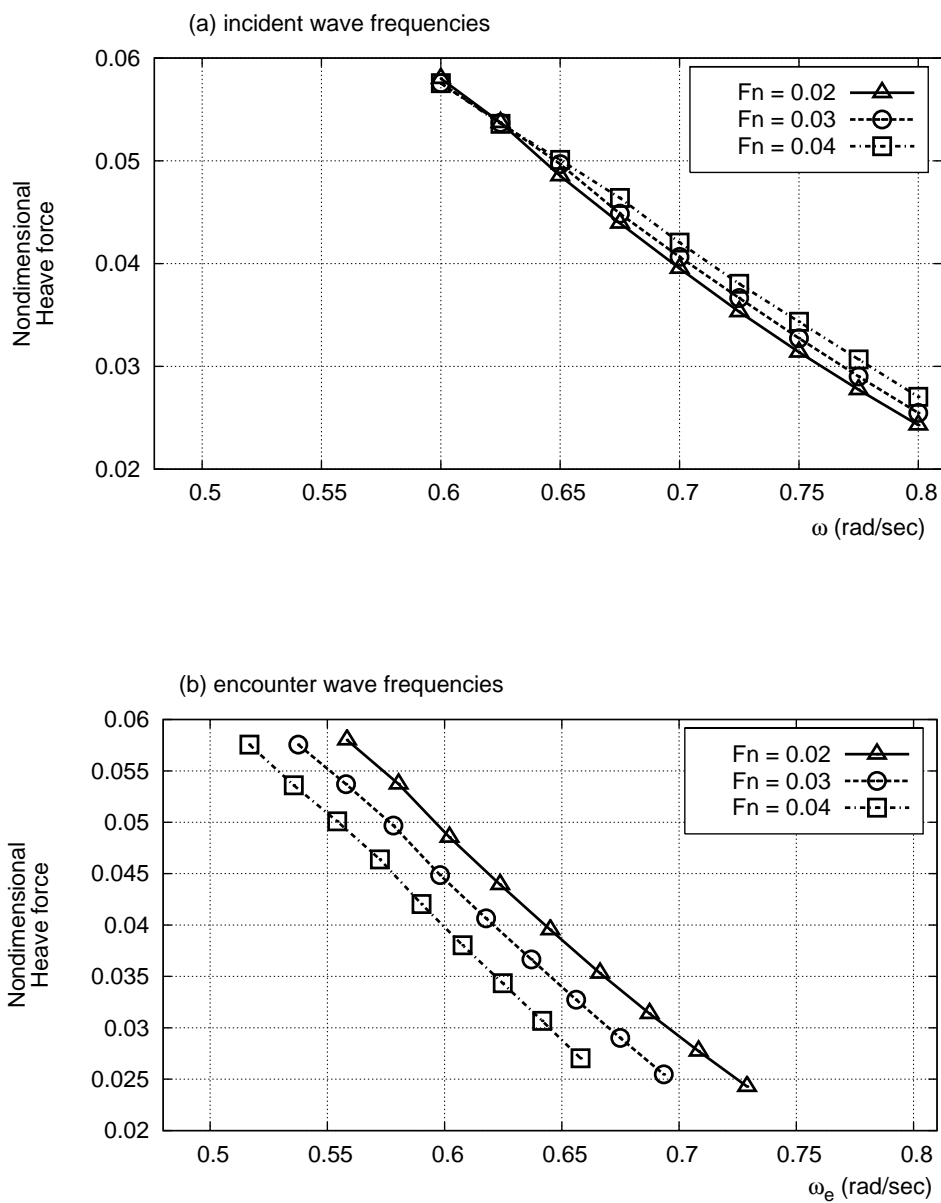 (a) incident wave frequencies
0.06
0.05
0.04
0.03
0.02
Nondimensional
Heave force
Fn = 0.02
Fn = 0.03
Fn = 0.04
0.5 0.55 0.6 0.65 0.7 0.75 0.8
ω (rad/sec)
(b) encounter wave frequencies
0.06
0.055
0.05
0.045
0.04
0.035
0.03
0.025
0.02
Nondimensional
Heave force
Fn = 0.02
Fn = 0.03
Fn = 0.04
0.5 0.55 0.6 0.65 0.7 0.75 0.8
ωe (rad/sec)